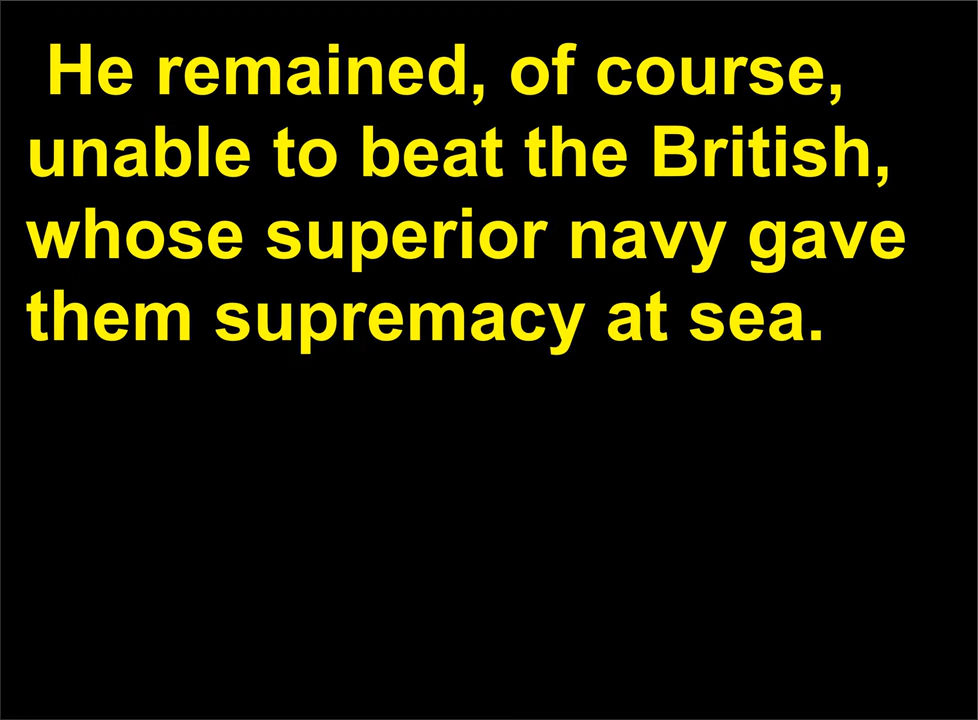 He remained, of course,
unable to beat the British,
whose superior navy gave
them supremacy at sea.